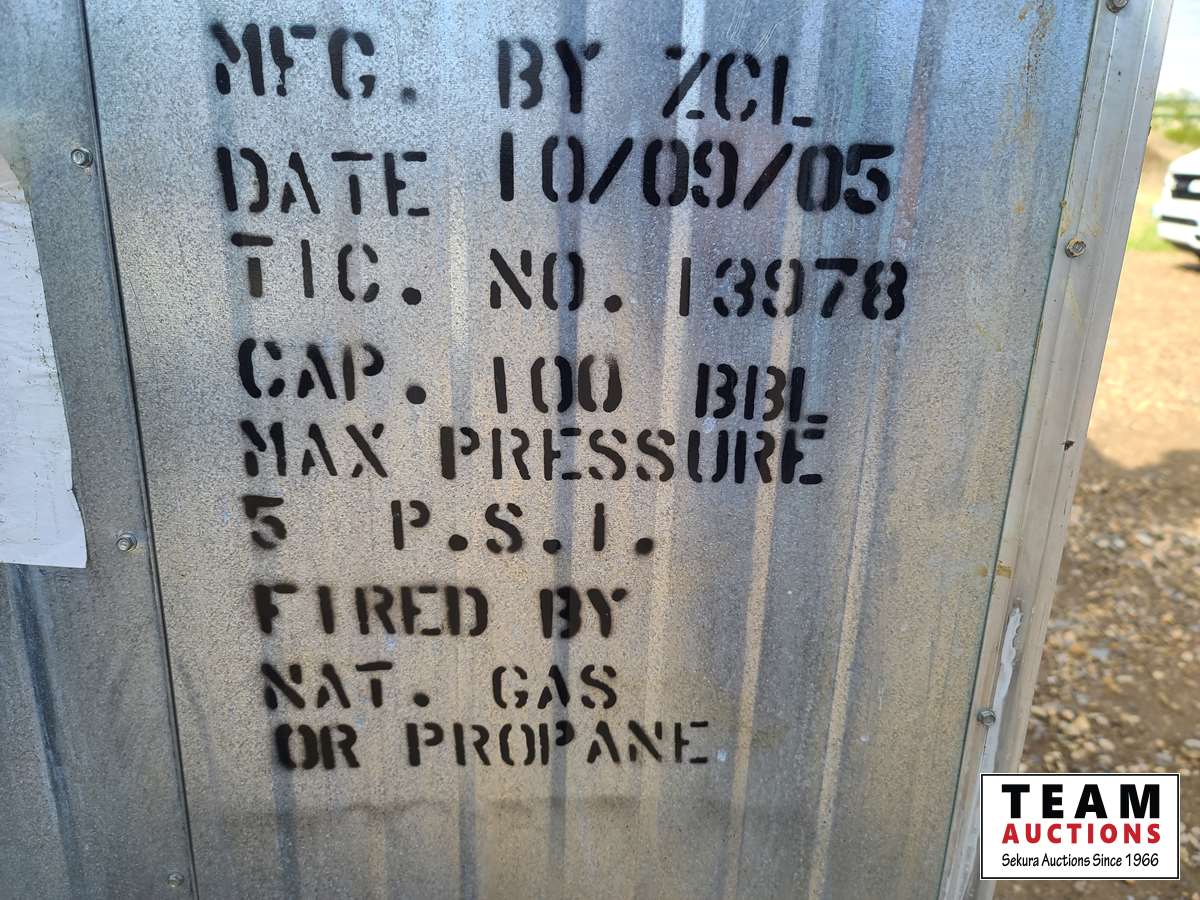 MFG. BY ZCL
DATE 10/09/05
TIC. NO. 13978
CAP. 100 BBL
MAX PRESSURE
5 P.S.I.
FIRED BY
NAT. GAS
OR PROPANE
TEAM
AUCTIONS
Sekura Auctions Since 1966